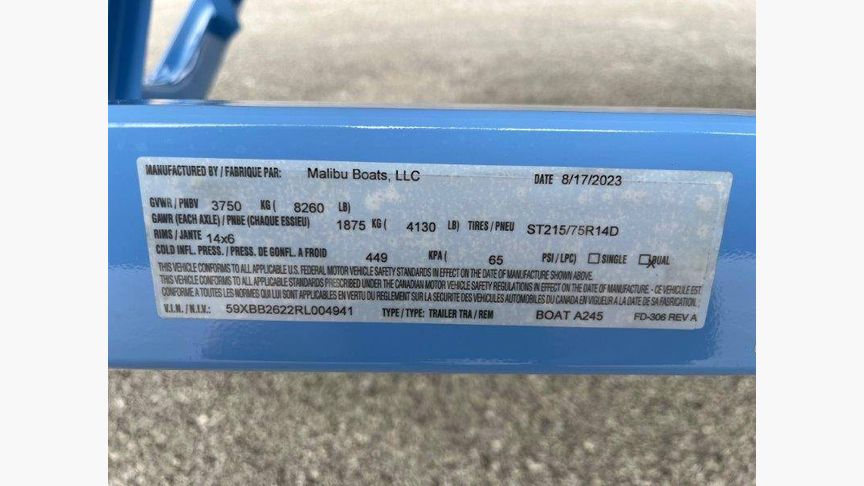 MANUFACTURED BY / FABRIQUE PAR: Malibu Boats, LLC DATE 8/17/2023
GVWR / PNBV 3750 KG ( 8260 LB)
GAWR (EACH AXLE) / PNBE (CHAQUE ESSIEU) 1875 KG ( 4130 LB) TIRES / PNEU ST215/75R14D
RIMS / JANTE 14x6
COLD INFL. PRESS. / PRESS. DE GONFL. A FROID 449 KPA ( 65 PSI / LPC) SINGLE X DUAL
THIS VEHICLE CONFORMS TO ALL APPLICABLE U.S. FEDERAL MOTOR VEHICLE SAFETY STANDARDS IN EFFECT ON THE DATE OF MANUFACTURE SHOWN ABOVE.
THIS VEHICLE CONFORMS TO ALL APPLICABLE STANDARDS PRESCRIBED UNDER THE CANADIAN MOTOR VEHICLE SAFETY REGULATIONS IN EFFECT ON THE DATE OF MANUFACTURE - CE VEHICULE EST
CONFORME A TOUTES LES NORMES QUI LUI SONT APPLICABLES EN VERTU DU REGLEMENT SUR LA SECURITE DES VEHICULES AUTOMOBILES DU CANADA EN VIGUEUR A LA DATE DE SA FABRICATION.
V.I.N. / N.I.V.: 59XBB2622RL004941 TYPE / TYPE: TRAILER TRA / REM BOAT A245 FD-306 REV A